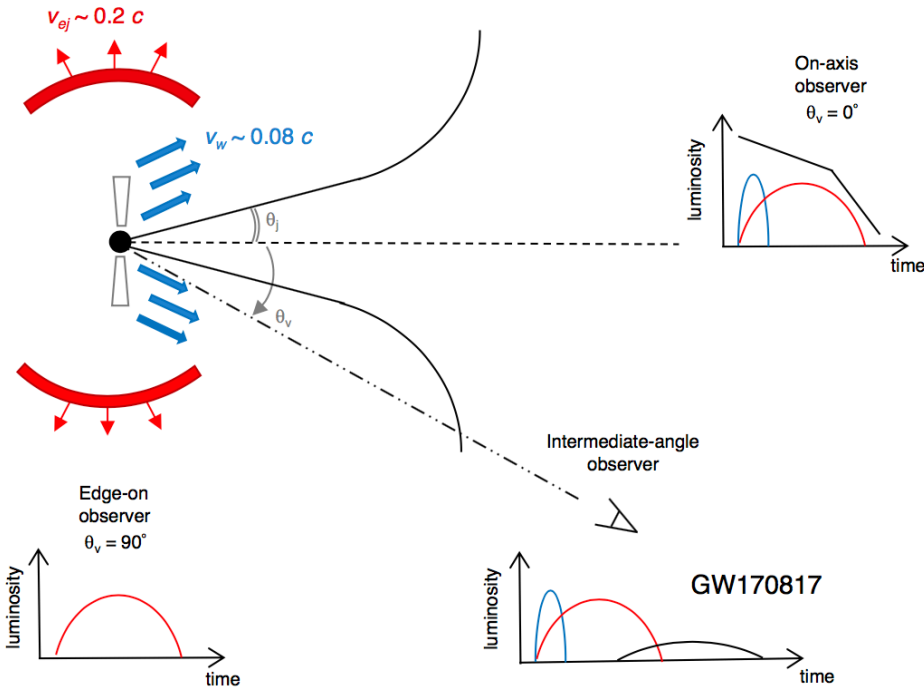 v_ej ~ 0.2 c
v_w ~ 0.08 c
θ_j
θ_v
On-axis
observer
θ_v = 0°
luminosity
time
Intermediate-angle
observer
Edge-on
observer
θ_v = 90°
luminosity
time
GW170817
luminosity
time